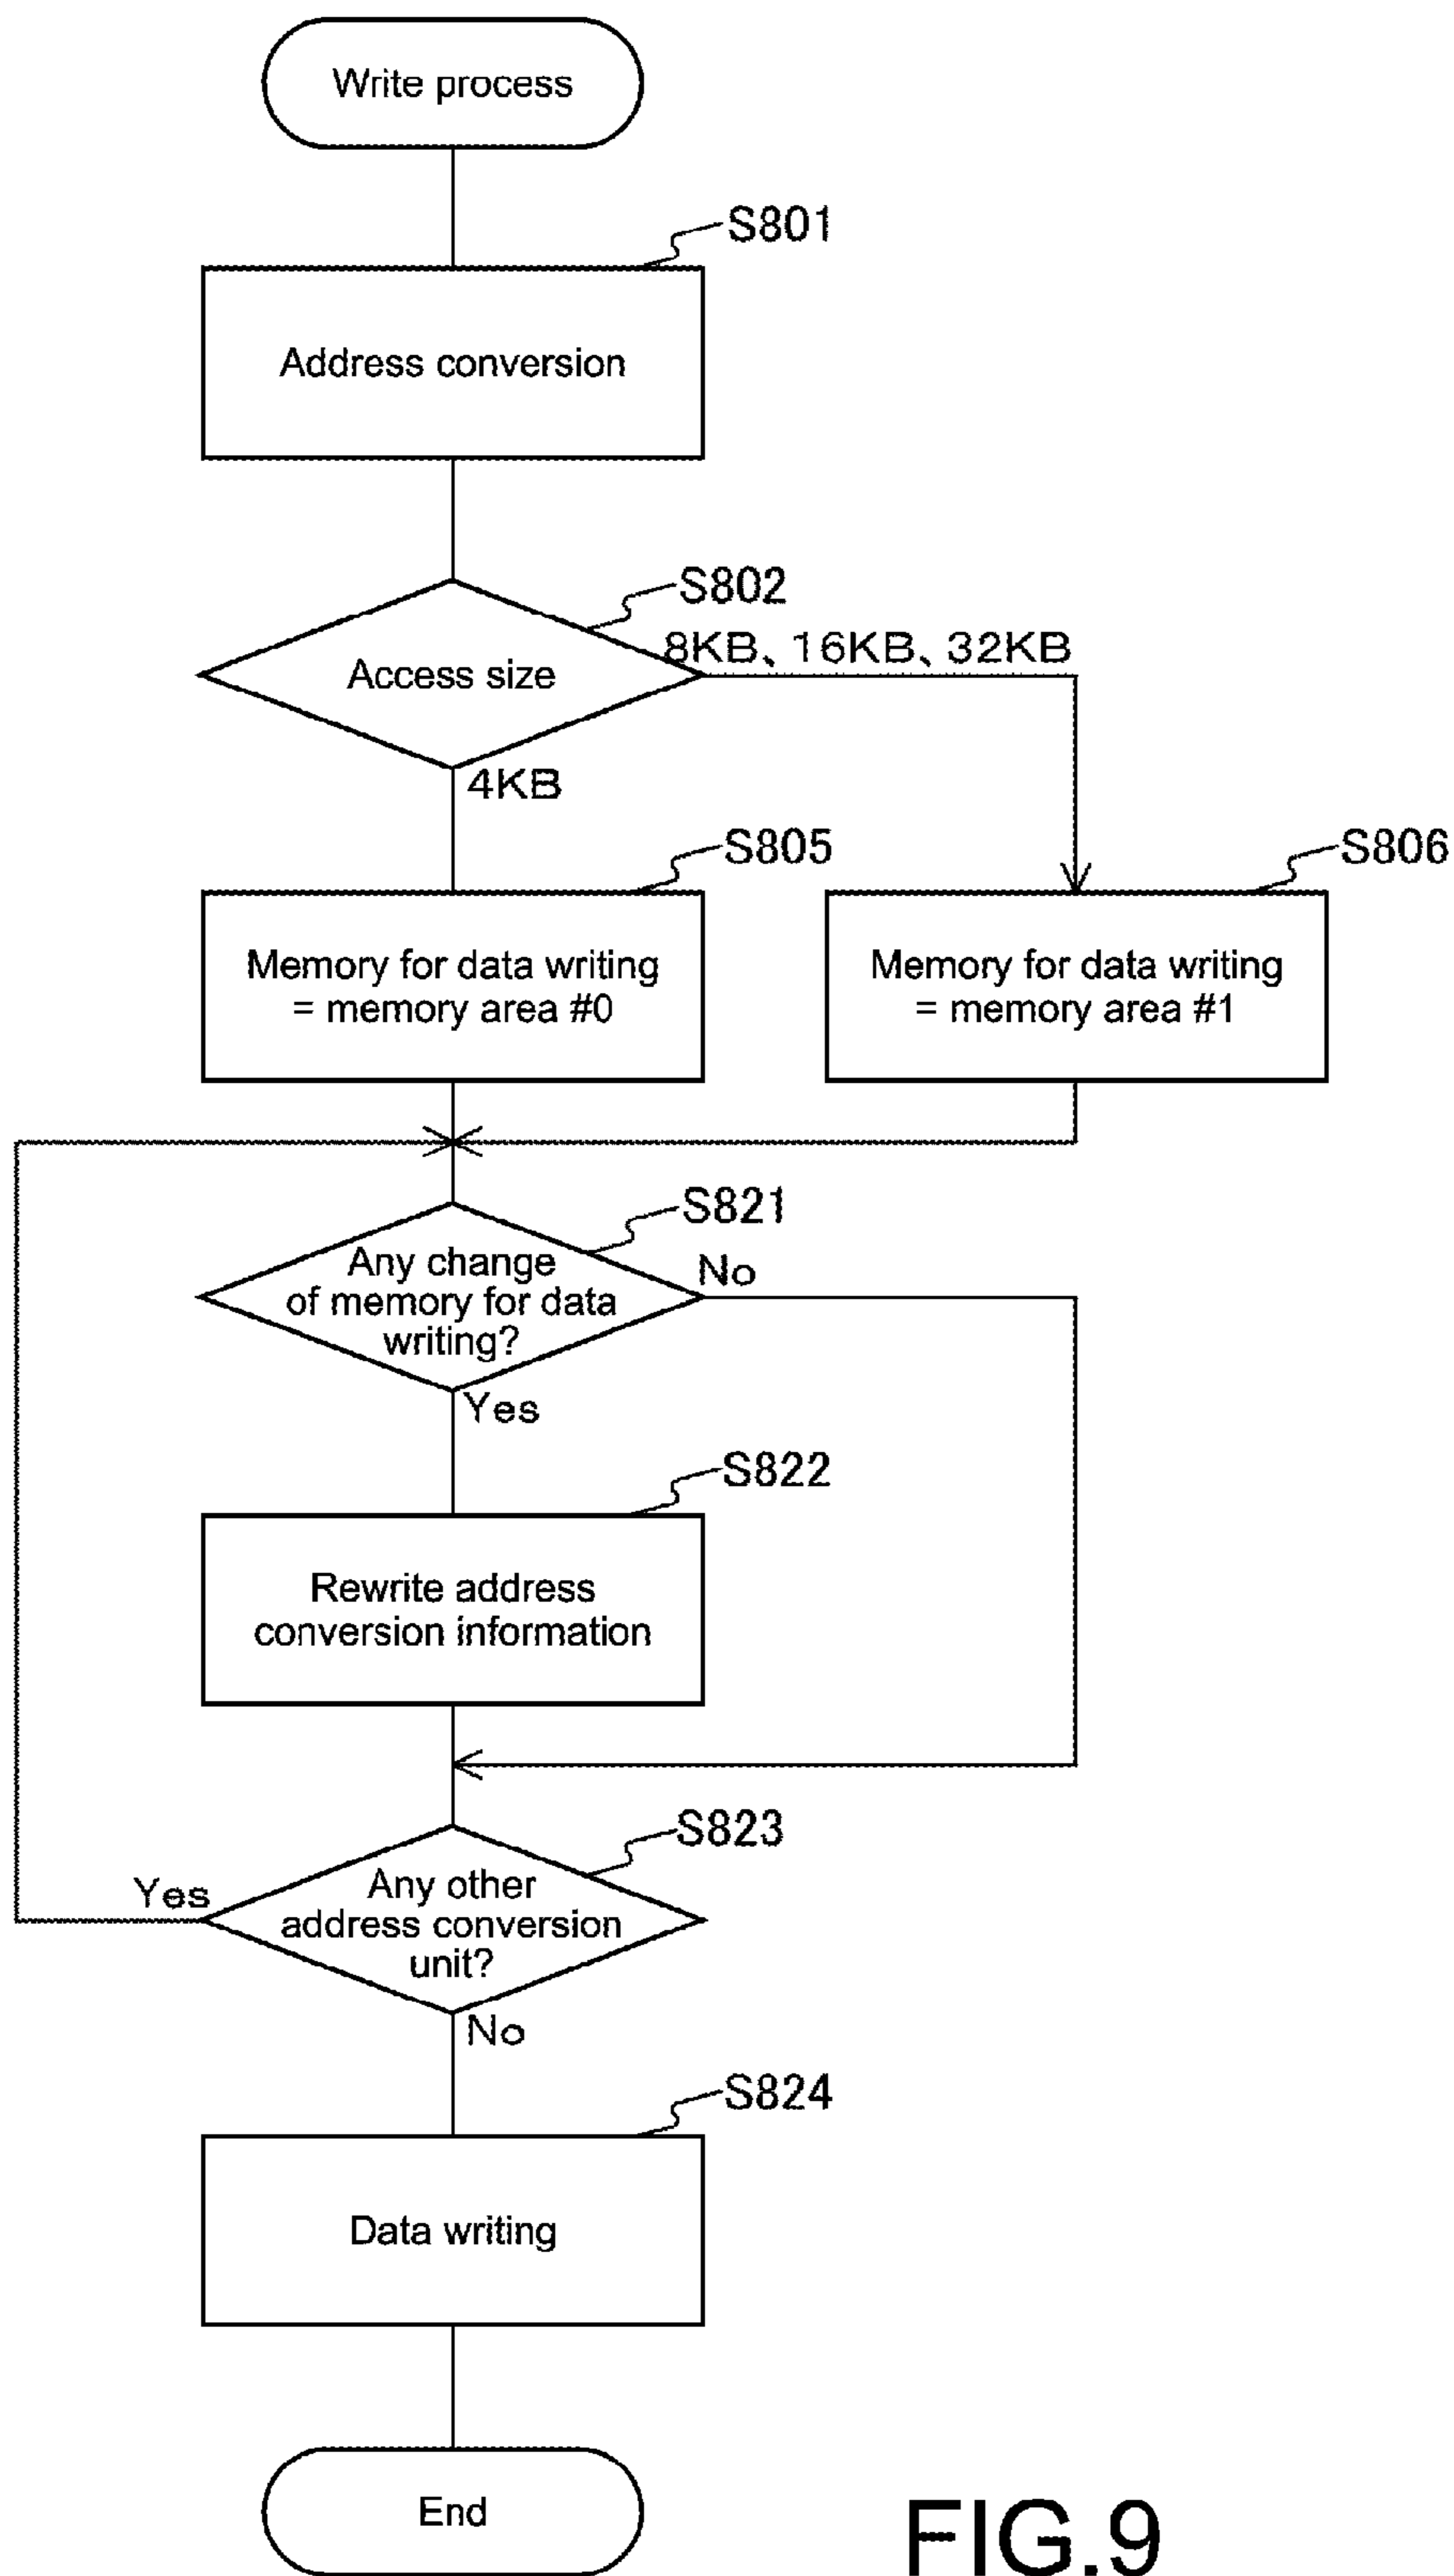 Write process
S801
Address conversion
S802
8KB、16KB、32KB
Access size
4KB
S805
S806
Memory for data writing
= memory area #0
Memory for data writing
= memory area #1
S821
Any change
of memory for data
writing?
No
Yes
S822
Rewrite address
conversion information
S823
Yes
Any other
address conversion
unit?
No
S824
Data writing
End
FIG.9